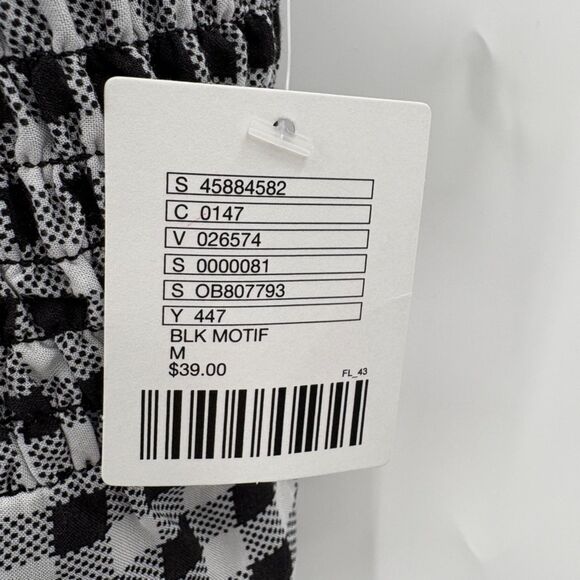 S 45884582
C 0147
V 026574
S 0000081
S OB807793
Y 447
BLK MOTIF
M
$39.00
FL_43